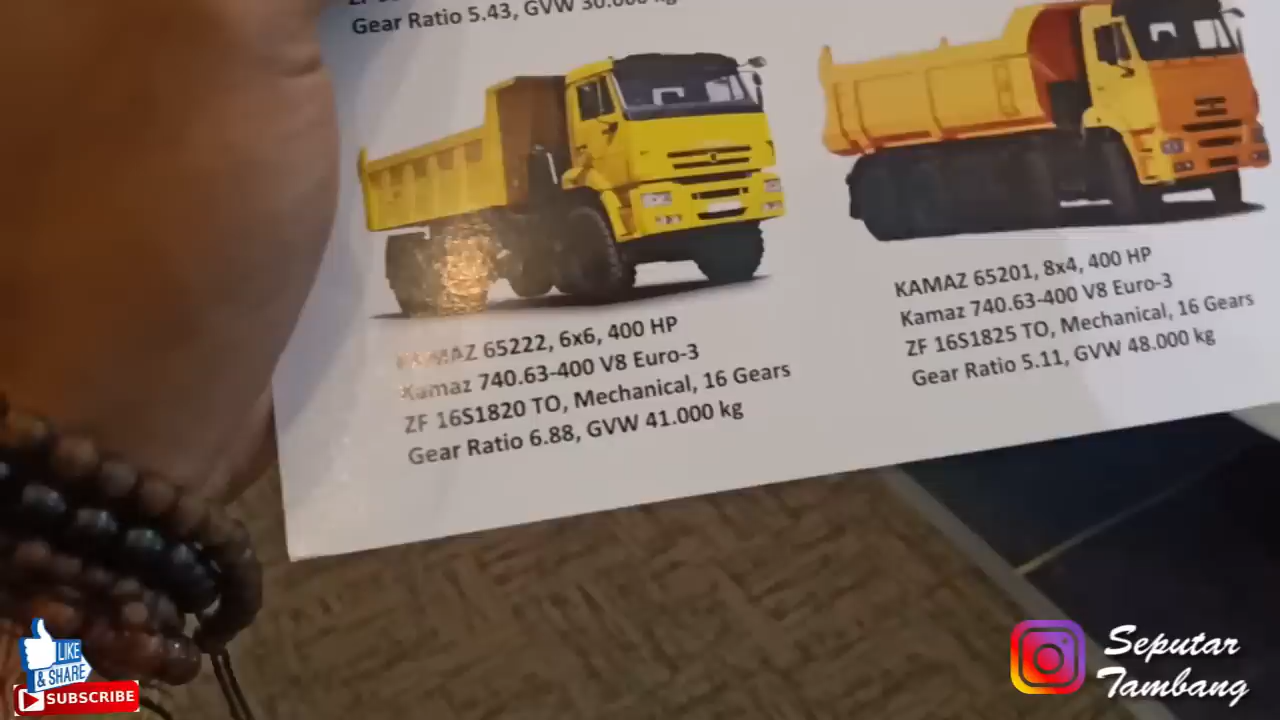 Gear Ratio 5.43, GVW 30.000 kg
KAMAZ 65222, 6x6, 400 HP
Kamaz 740.63-400 V8 Euro-3
ZF 16S1820 TO, Mechanical, 16 Gears
Gear Ratio 6.88, GVW 41.000 kg
KAMAZ 65201, 8x4, 400 HP
Kamaz 740.63-400 V8 Euro-3
ZF 16S1825 TO, Mechanical, 16 Gears
Gear Ratio 5.11, GVW 48.000 kg
LIKE
& SHARE
SUBSCRIBE
Seputar
Tambang